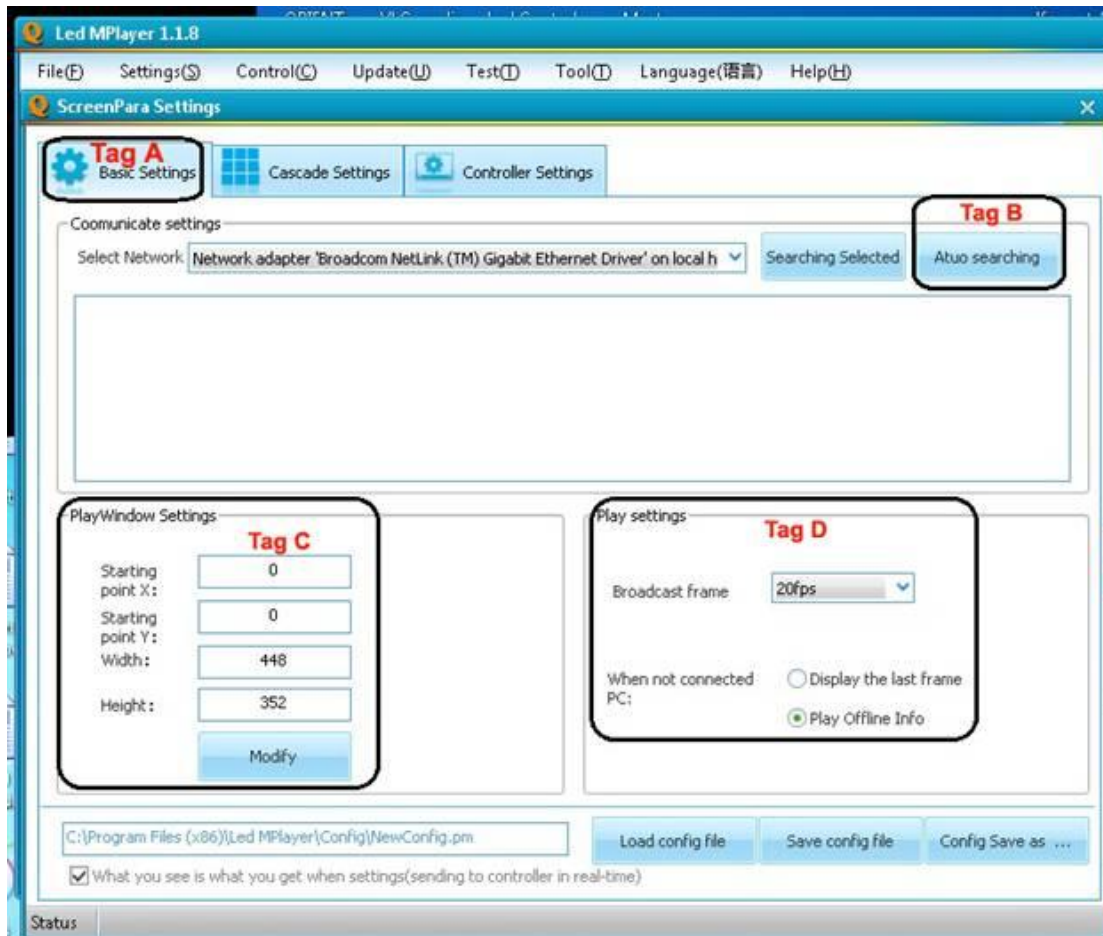 Led MPlayer 1.1.8
File(F) Settings(S) Control(C) Update(U) Test(T) Tool(T) Language(语言) Help(H)
ScreenPara Settings
Tag A
Basic Settings Cascade Settings Controller Settings
Tag B
Coomunicate settings
Select Network Network adapter 'Broadcom NetLink (TM) Gigabit Ethernet Driver' on local h Searching Selected Atuo searching
PlayWindow Settings
Tag C
Starting point X: 0
Starting point Y: 0
Width: 448
Height: 352
Modify
Play settings
Tag D
Broadcast frame 20fps
When not connected PC: Display the last frame
Play Offline Info
C:\Program Files (x86)\Led MPlayer\Config\NewConfig.pm Load config file Save config file Config Save as ...
What you see is what you get when settings(sending to controller in real-time)
Status